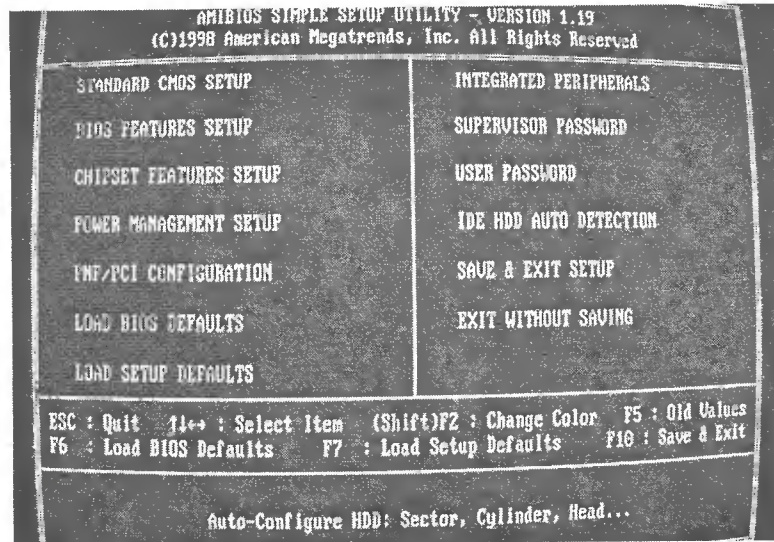 AMIBIOS SIMPLE SETUP UTILITY - VERSION 1.19
(C)1998 American Megatrends, Inc. All Rights Reserved
STANDARD CMOS SETUP
BIOS FEATURES SETUP
CHIPSET FEATURES SETUP
POWER MANAGEMENT SETUP
PNP/PCI CONFIGURATION
LOAD BIOS DEFAULTS
LOAD SETUP DEFAULTS
INTEGRATED PERIPHERALS
SUPERVISOR PASSWORD
USER PASSWORD
IDE HDD AUTO DETECTION
SAVE & EXIT SETUP
EXIT WITHOUT SAVING
ESC : Quit ↑↓←→ : Select Item (Shift)F2 : Change Color F5 : Old Values
F6 : Load BIOS Defaults F7 : Load Setup Defaults F10 : Save & Exit
Auto-Configure HDD: Sector, Cylinder, Head...